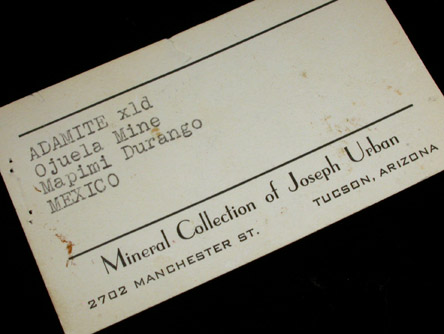 ADAMITE xld
Ojuela Mine
Mapimi Durango
MEXICO
Mineral Collection of Joseph Urban
2702 MANCHESTER ST. TUCSON, ARIZONA